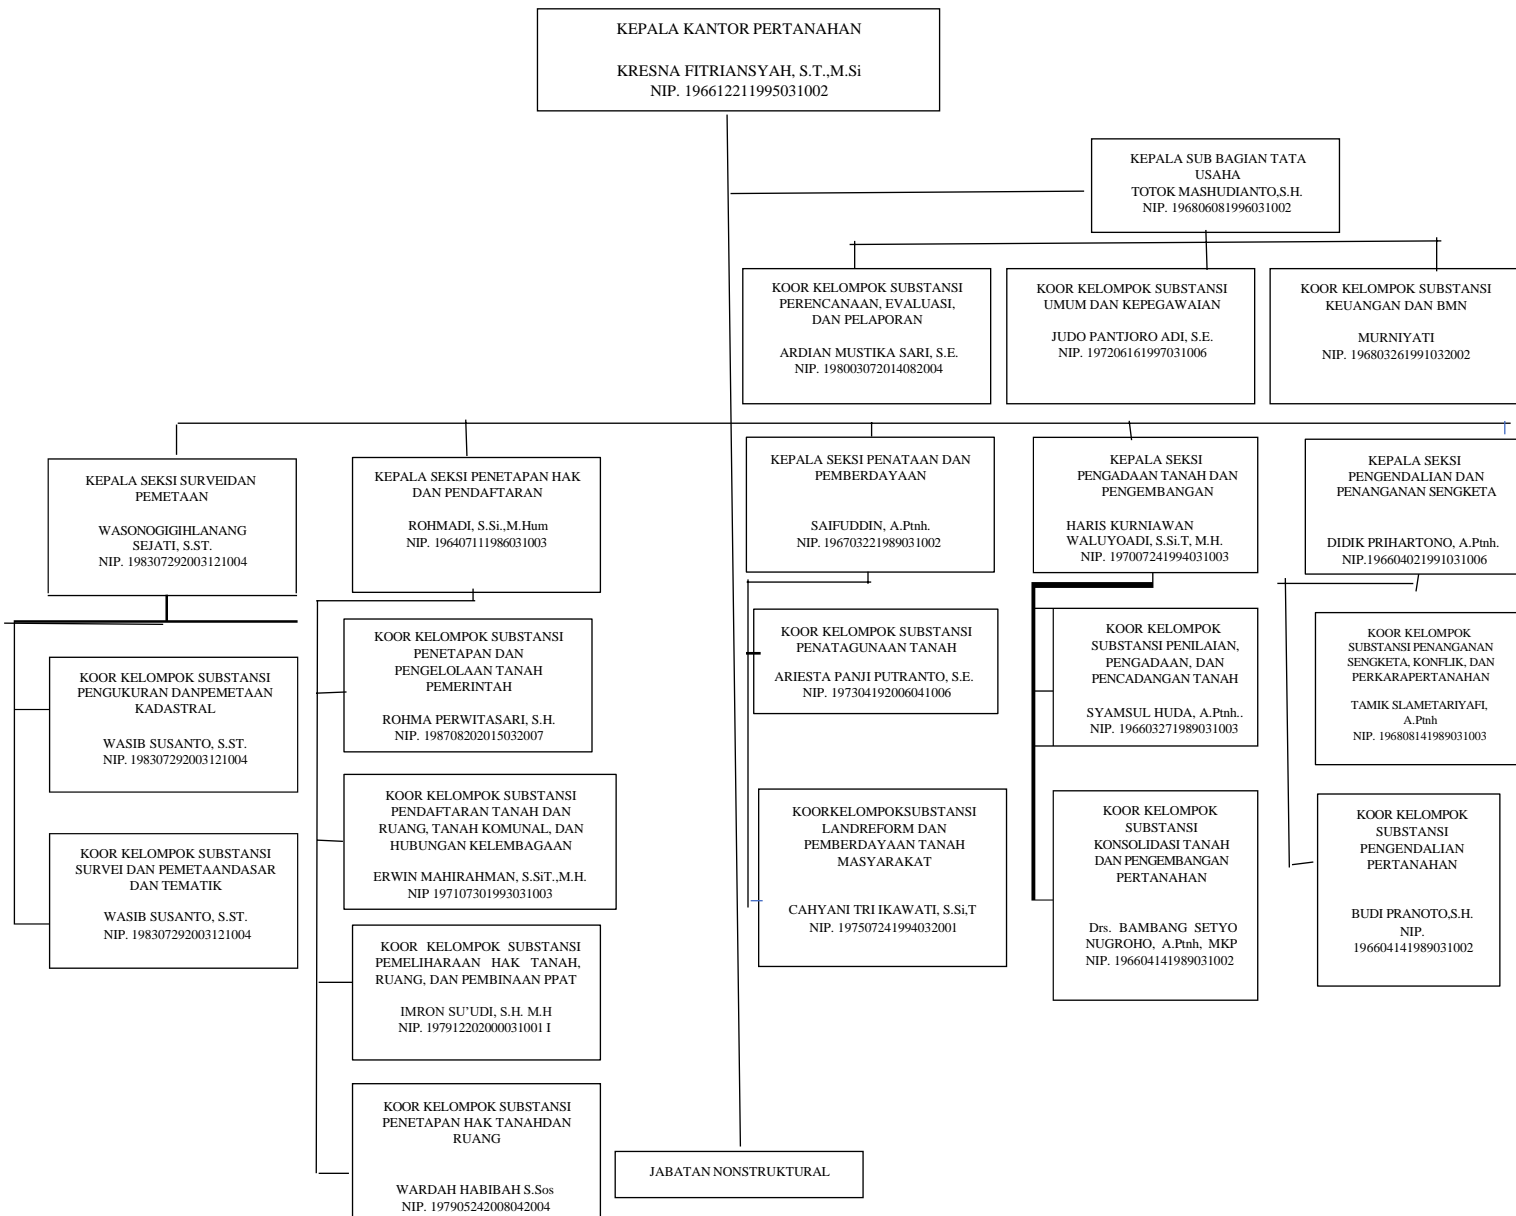 KEPALA KANTOR PERTANAHAN
KRESNA FITRIANSYAH, S.T.,M.Si
NIP. 196612211995031002
KEPALA SUB BAGIAN TATA
USAHA
TOTOK MASHUDIANTO,S.H.
NIP. 196806081996031002
KOOR KELOMPOK SUBSTANSI
PERENCANAAN, EVALUASI,
DAN PELAPORAN
ARDIAN MUSTIKA SARI, S.E.
NIP. 198003072014082004
KOOR KELOMPOK SUBSTANSI
UMUM DAN KEPEGAWAIAN
JUDO PANTJORO ADI, S.E.
NIP. 197206161997031006
KOOR KELOMPOK SUBSTANSI
KEUANGAN DAN BMN
MURNIYATI
NIP. 196803261991032002
KEPALA SEKSI SURVEIDAN
PEMETAAN
WASONOGIGIHLANANG
SEJATI, S.ST.
NIP. 198307292003121004
KEPALA SEKSI PENETAPAN HAK
DAN PENDAFTARAN
ROHMADI, S.Si.,M.Hum
NIP. 196407111986031003
KEPALA SEKSI PENATAAN DAN
PEMBERDAYAAN
SAIFUDDIN, A.Ptnh.
NIP. 196703221989031002
KEPALA SEKSI
PENGADAAN TANAH DAN
PENGEMBANGAN
HARIS KURNIAWAN
WALUYOADI, S.Si.T, M.H.
NIP. 197007241994031003
KEPALA SEKSI
PENGENDALIAN DAN
PENANGANAN SENGKETA
DIDIK PRIHARTONO, A.Ptnh.
NIP.196604021991031006
KOOR KELOMPOK SUBSTANSI
PENGUKURAN DANPEMETAAN
KADASTRAL
WASIB SUSANTO, S.ST.
NIP. 198307292003121004
KOOR KELOMPOK SUBSTANSI
SURVEI DAN PEMETAANDASAR
DAN TEMATIK
WASIB SUSANTO, S.ST.
NIP. 198307292003121004
KOOR KELOMPOK SUBSTANSI
PENETAPAN DAN
PENGELOLAAN TANAH
PEMERINTAH
ROHMA PERWITASARI, S.H.
NIP. 198708202015032007
KOOR KELOMPOK SUBSTANSI
PENDAFTARAN TANAH DAN
RUANG, TANAH KOMUNAL, DAN
HUBUNGAN KELEMBAGAAN
ERWIN MAHIRAHMAN, S.SiT.,M.H.
NIP 197107301993031003
KOOR KELOMPOK SUBSTANSI
PEMELIHARAAN HAK TANAH,
RUANG, DAN PEMBINAAN PPAT
IMRON SU’UDI, S.H. M.H
NIP. 197912202000031001 I
KOOR KELOMPOK SUBSTANSI
PENETAPAN HAK TANAHDAN
RUANG
WARDAH HABIBAH S.Sos
NIP. 197905242008042004
KOOR KELOMPOK SUBSTANSI
PENATAGUNAAN TANAH
ARIESTA PANJI PUTRANTO, S.E.
NIP. 197304192006041006
KOORKELOMPOKSUBSTANSI
LANDREFORM DAN
PEMBERDAYAAN TANAH
MASYARAKAT
CAHYANI TRI IKAWATI, S.Si,T
NIP. 197507241994032001
KOOR KELOMPOK
SUBSTANSI PENILAIAN,
PENGADAAN, DAN
PENCADANGAN TANAH
SYAMSUL HUDA, A.Ptnh..
NIP. 196603271989031003
KOOR KELOMPOK
SUBSTANSI
KONSOLIDASI TANAH
DAN PENGEMBANGAN
PERTANAHAN
Drs. BAMBANG SETYO
NUGROHO, A.Ptnh, MKP
NIP. 196604141989031002
KOOR KELOMPOK
SUBSTANSI PENANGANAN
SENGKETA, KONFLIK, DAN
PERKARAPERTANAHAN
TAMIK SLAMETARIYAFI,
A.Ptnh
NIP. 196808141989031003
KOOR KELOMPOK
SUBSTANSI
PENGENDALIAN
PERTANAHAN
BUDI PRANOTO,S.H.
NIP.
196604141989031002
JABATAN NONSTRUKTURAL